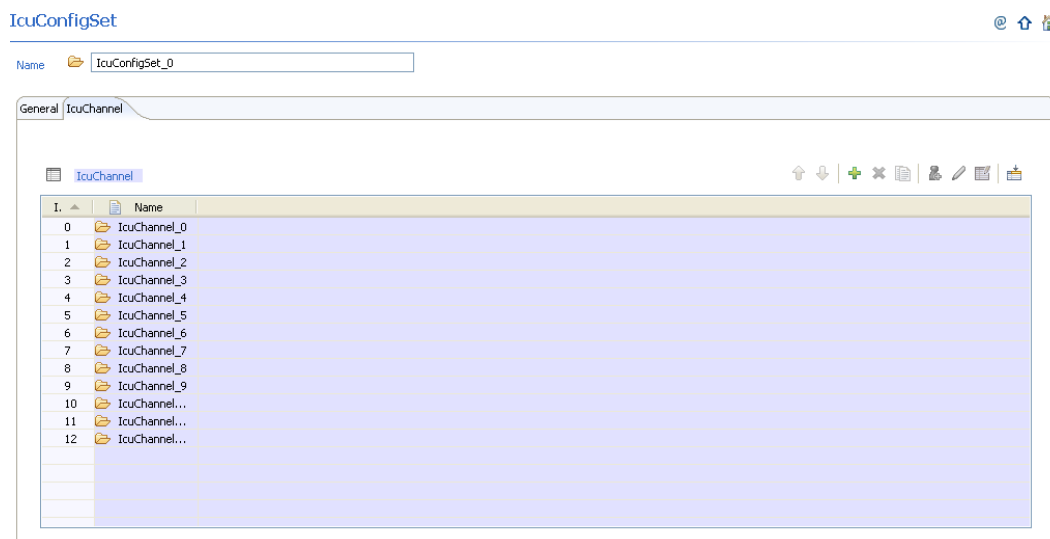 IcuConfigSet
Name IcuConfigSet_0
General IcuChannel
IcuChannel
I. Name
0 IcuChannel_0
1 IcuChannel_1
2 IcuChannel_2
3 IcuChannel_3
4 IcuChannel_4
5 IcuChannel_5
6 IcuChannel_6
7 IcuChannel_7
8 IcuChannel_8
9 IcuChannel_9
10 IcuChannel...
11 IcuChannel...
12 IcuChannel...